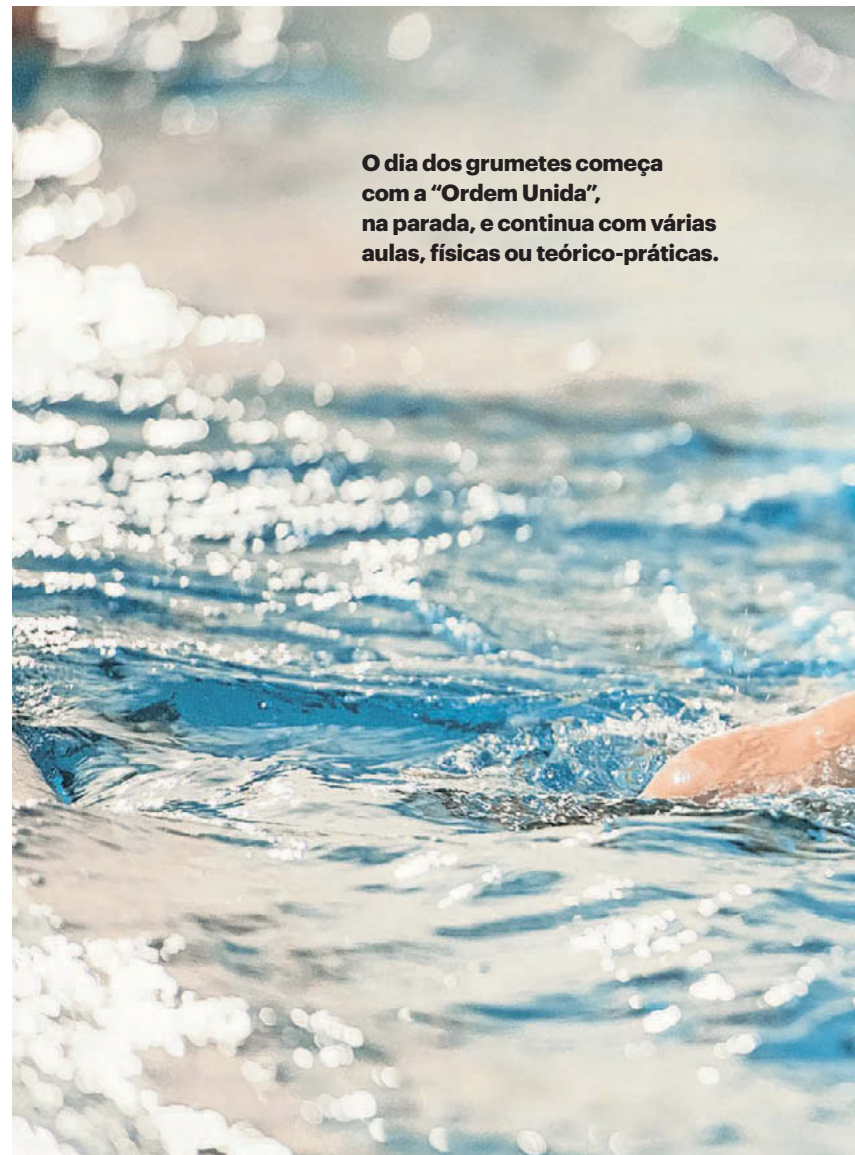 O dia dos grumetes começa
com a “Ordem Unida”,
na parada, e continua com várias
aulas, físicas ou teórico-práticas.